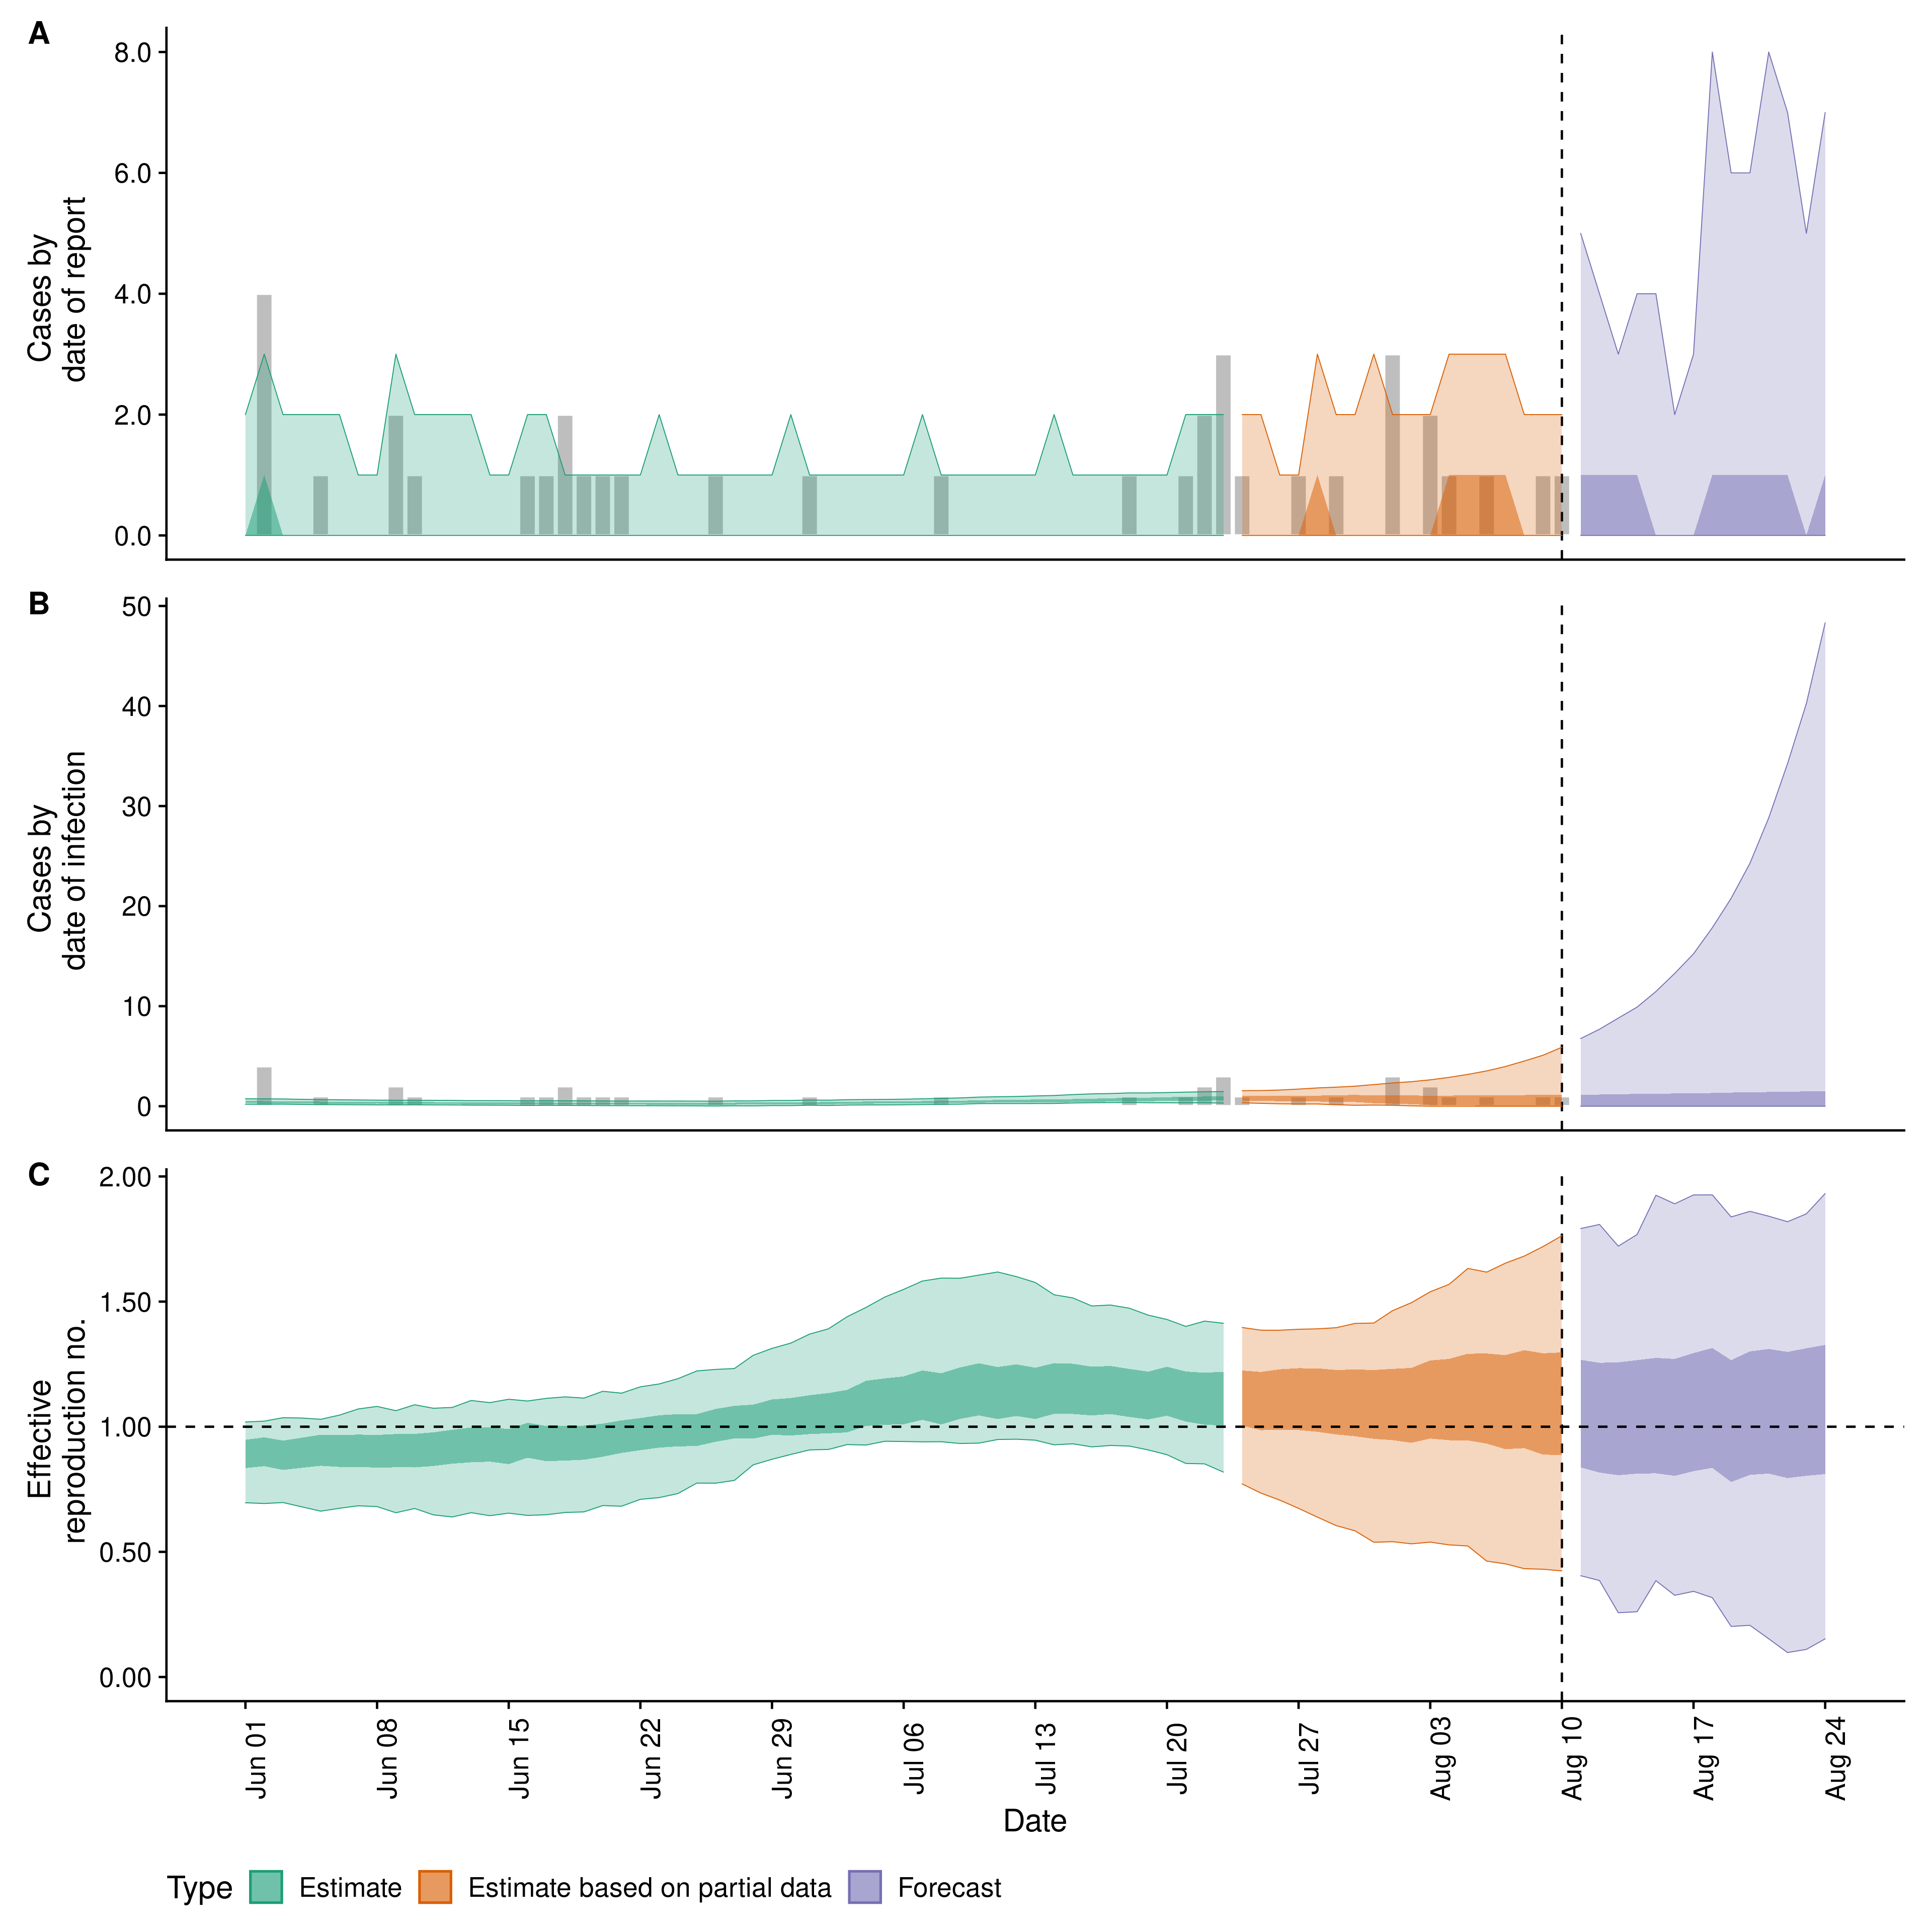 A
8.0
6.0
4.0
2.0
0.0
Cases by
date of report
B
50
40
30
20
10
0
Cases by
date of infection
C
2.00
1.50
1.00
0.50
0.00
Effective
reproduction no.
Jun 01
Jun 08
Jun 15
Jun 22
Jun 29
Jul 06
Jul 13
Jul 20
Jul 27
Aug 03
Aug 10
Aug 17
Aug 24
Date
Type
Estimate
Estimate based on partial data
Forecast